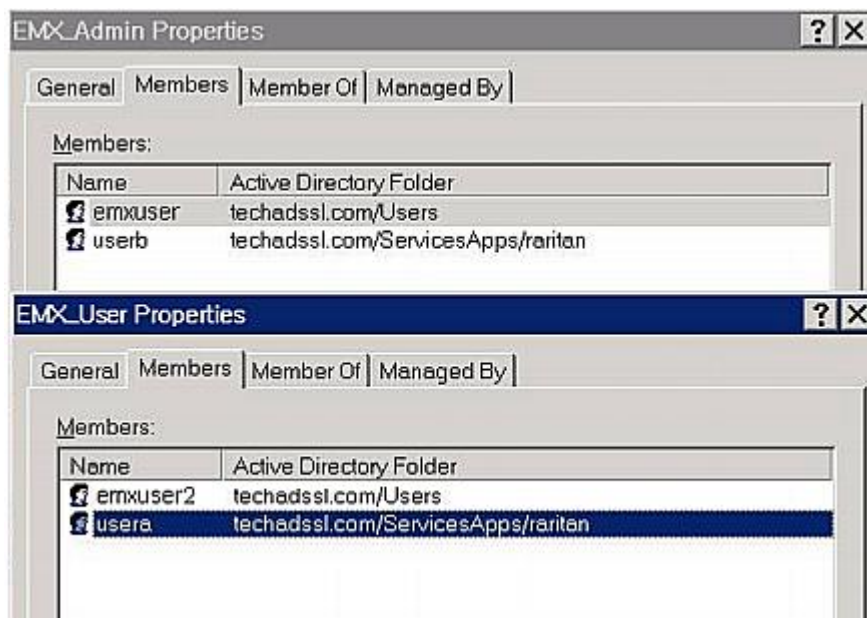 EMX_Admin Properties
? X
General Members Member Of Managed By
Members:
Name Active Directory Folder
emxuser techadssl.com/Users
userb techadssl.com/ServicesApps/raritan
EMX_User Properties
? X
General Members Member Of Managed By
Members:
Name Active Directory Folder
emxuser2 techadssl.com/Users
usera techadssl.com/ServicesApps/raritan